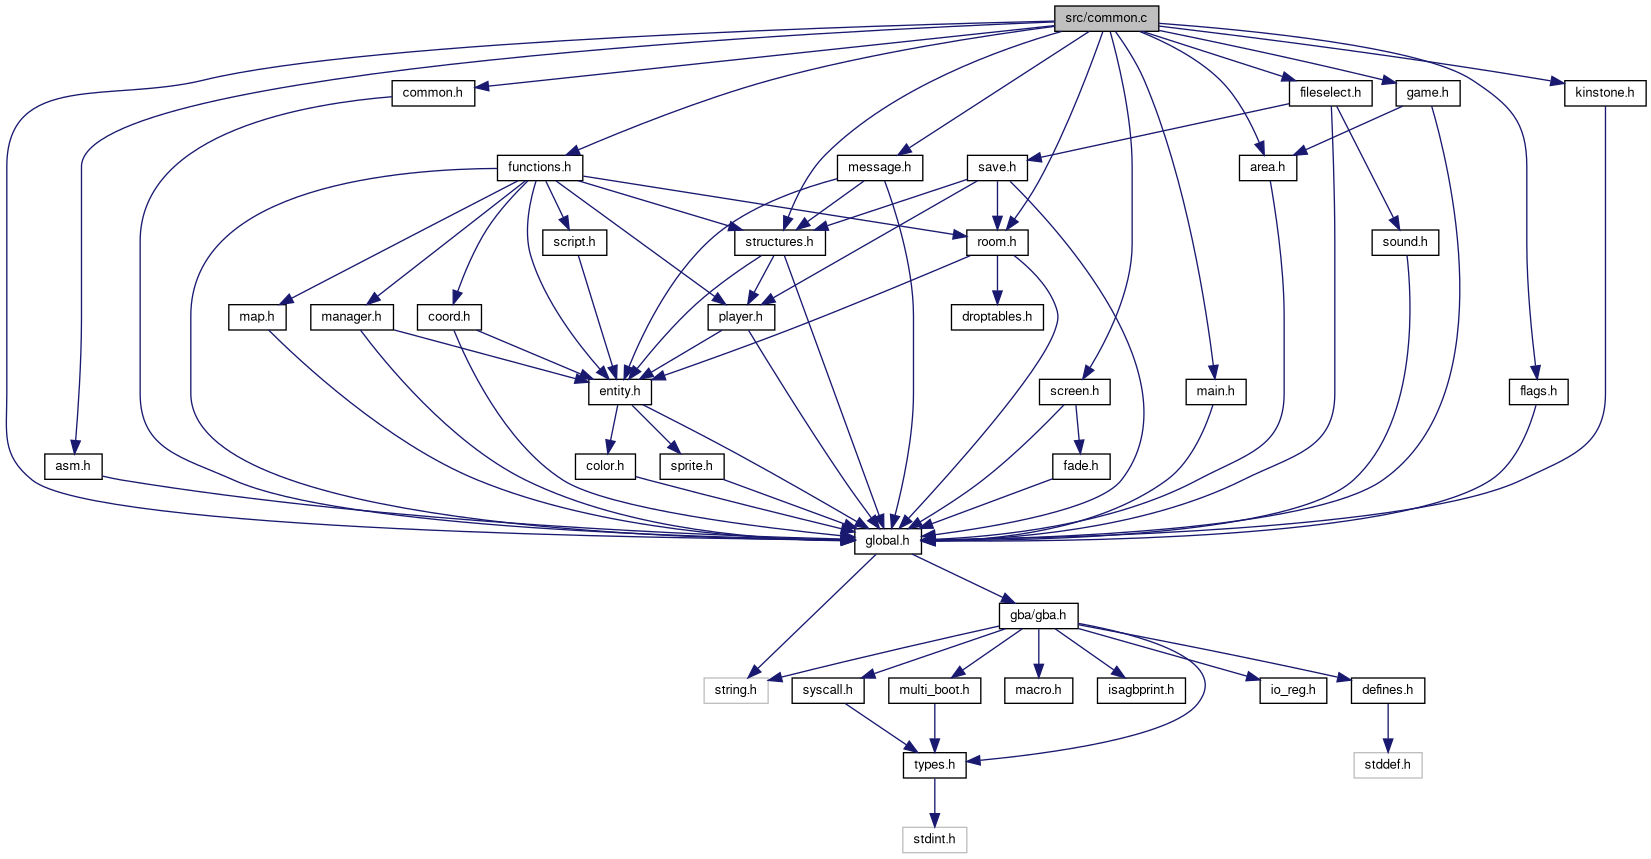 src/common.c
common.h
fileselect.h
game.h
kinstone.h
functions.h
message.h
save.h
area.h
script.h
structures.h
room.h
sound.h
map.h
manager.h
coord.h
player.h
droptables.h
entity.h
screen.h
main.h
flags.h
asm.h
color.h
sprite.h
fade.h
global.h
gba/gba.h
string.h
syscall.h
multi_boot.h
macro.h
isagbprint.h
io_reg.h
defines.h
types.h
stddef.h
stdint.h